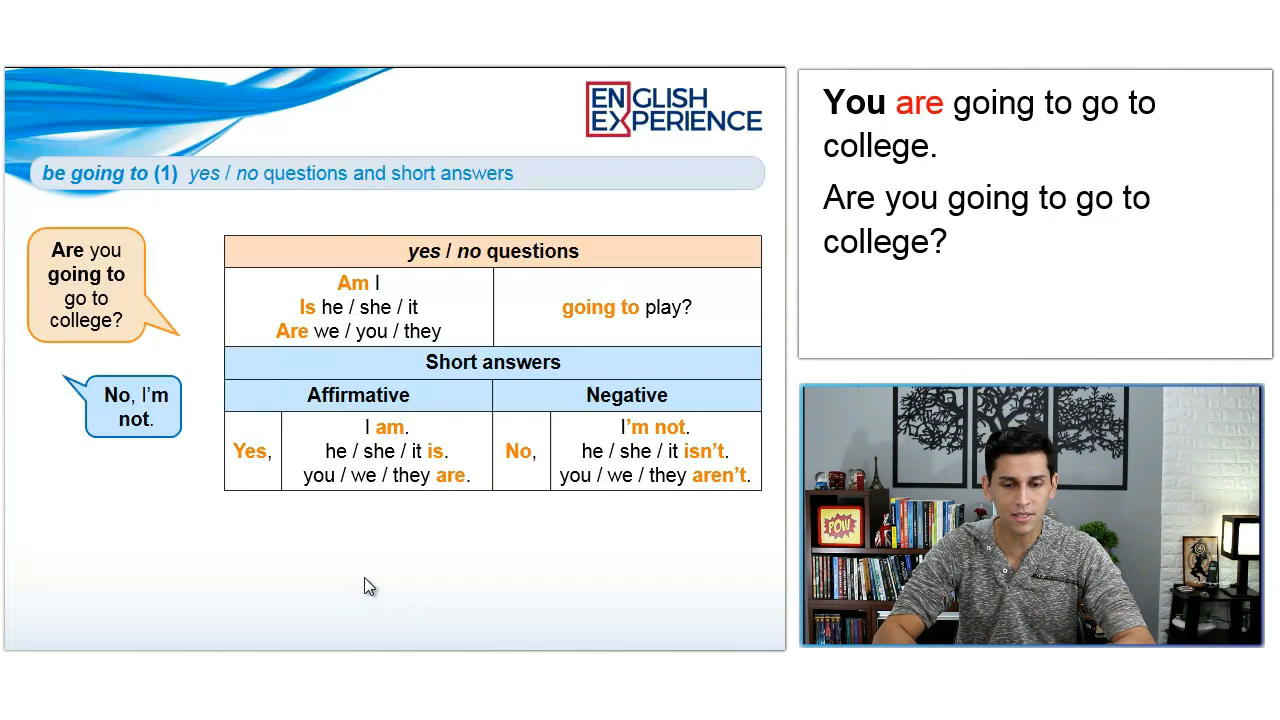 ENGLISH
EXPERIENCE
be going to (1) yes / no questions and short answers
Are you
going to
go to
college?
No, I'm
not.
yes / no questions
Am I
Is he / she / it
Are we / you / they
going to play?
Short answers
Affirmative
Negative
Yes,
I am.
he / she / it is.
you / we / they are.
No,
I'm not.
he / she / it isn't.
you / we / they aren't.
You are going to go to
college.
Are you going to go to
college?
POW